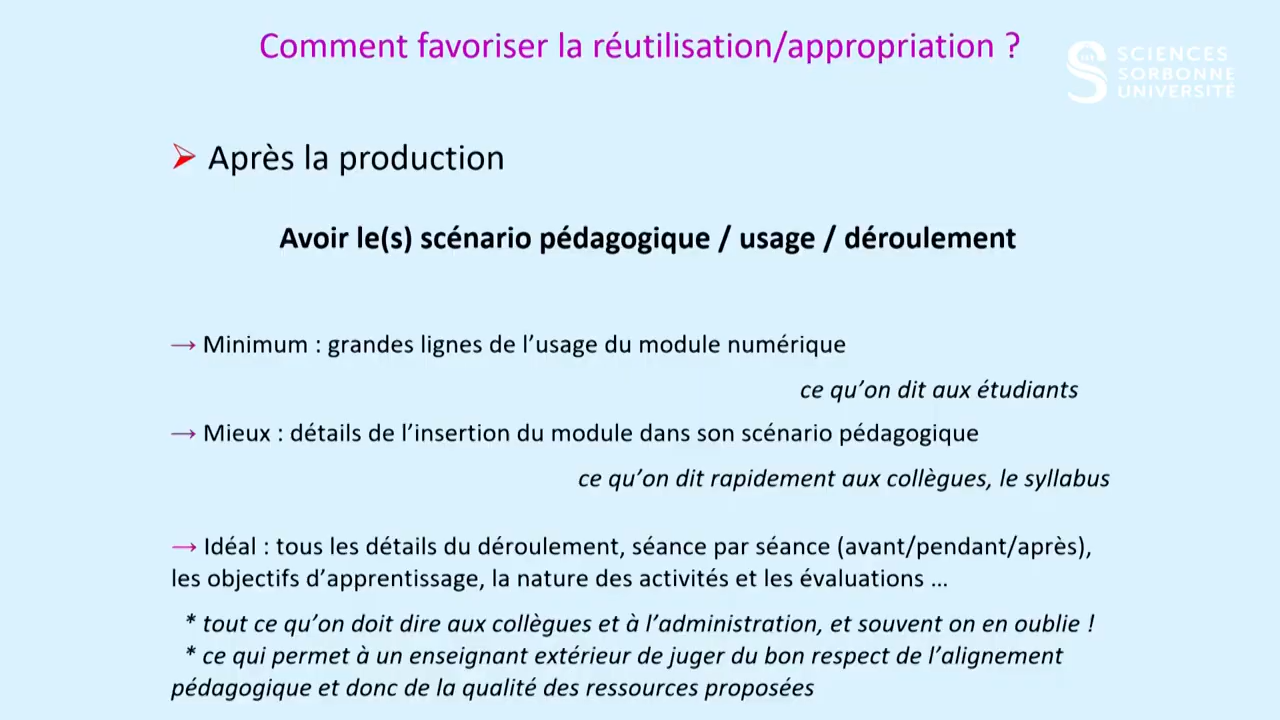 Comment favoriser la réutilisation/appropriation ?
SCIENCES
SORBONNE
UNIVERSITÉ
➢ Après la production
Avoir le(s) scénario pédagogique / usage / déroulement
→ Minimum : grandes lignes de l’usage du module numérique
ce qu’on dit aux étudiants
→ Mieux : détails de l’insertion du module dans son scénario pédagogique
ce qu’on dit rapidement aux collègues, le syllabus
→ Idéal : tous les détails du déroulement, séance par séance (avant/pendant/après),
les objectifs d’apprentissage, la nature des activités et les évaluations …
* tout ce qu’on doit dire aux collègues et à l’administration, et souvent on en oublie !
* ce qui permet à un enseignant extérieur de juger du bon respect de l’alignement
pédagogique et donc de la qualité des ressources proposées